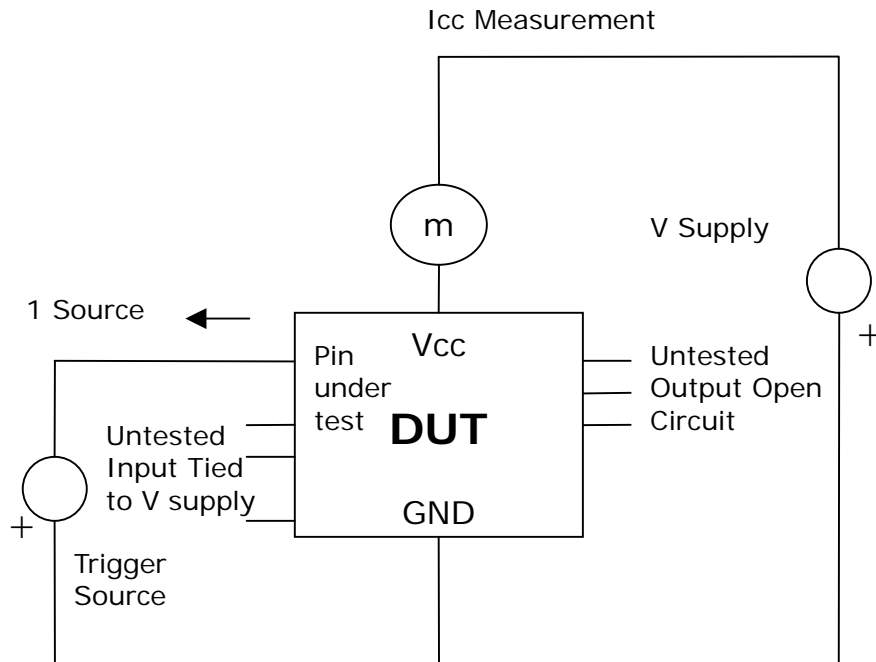 Icc Measurement
m
V Supply
+
1 Source
Vcc
Pin
under
test
DUT
GND
Untested
Output Open
Circuit
Untested
Input Tied
to V supply
+
Trigger
Source